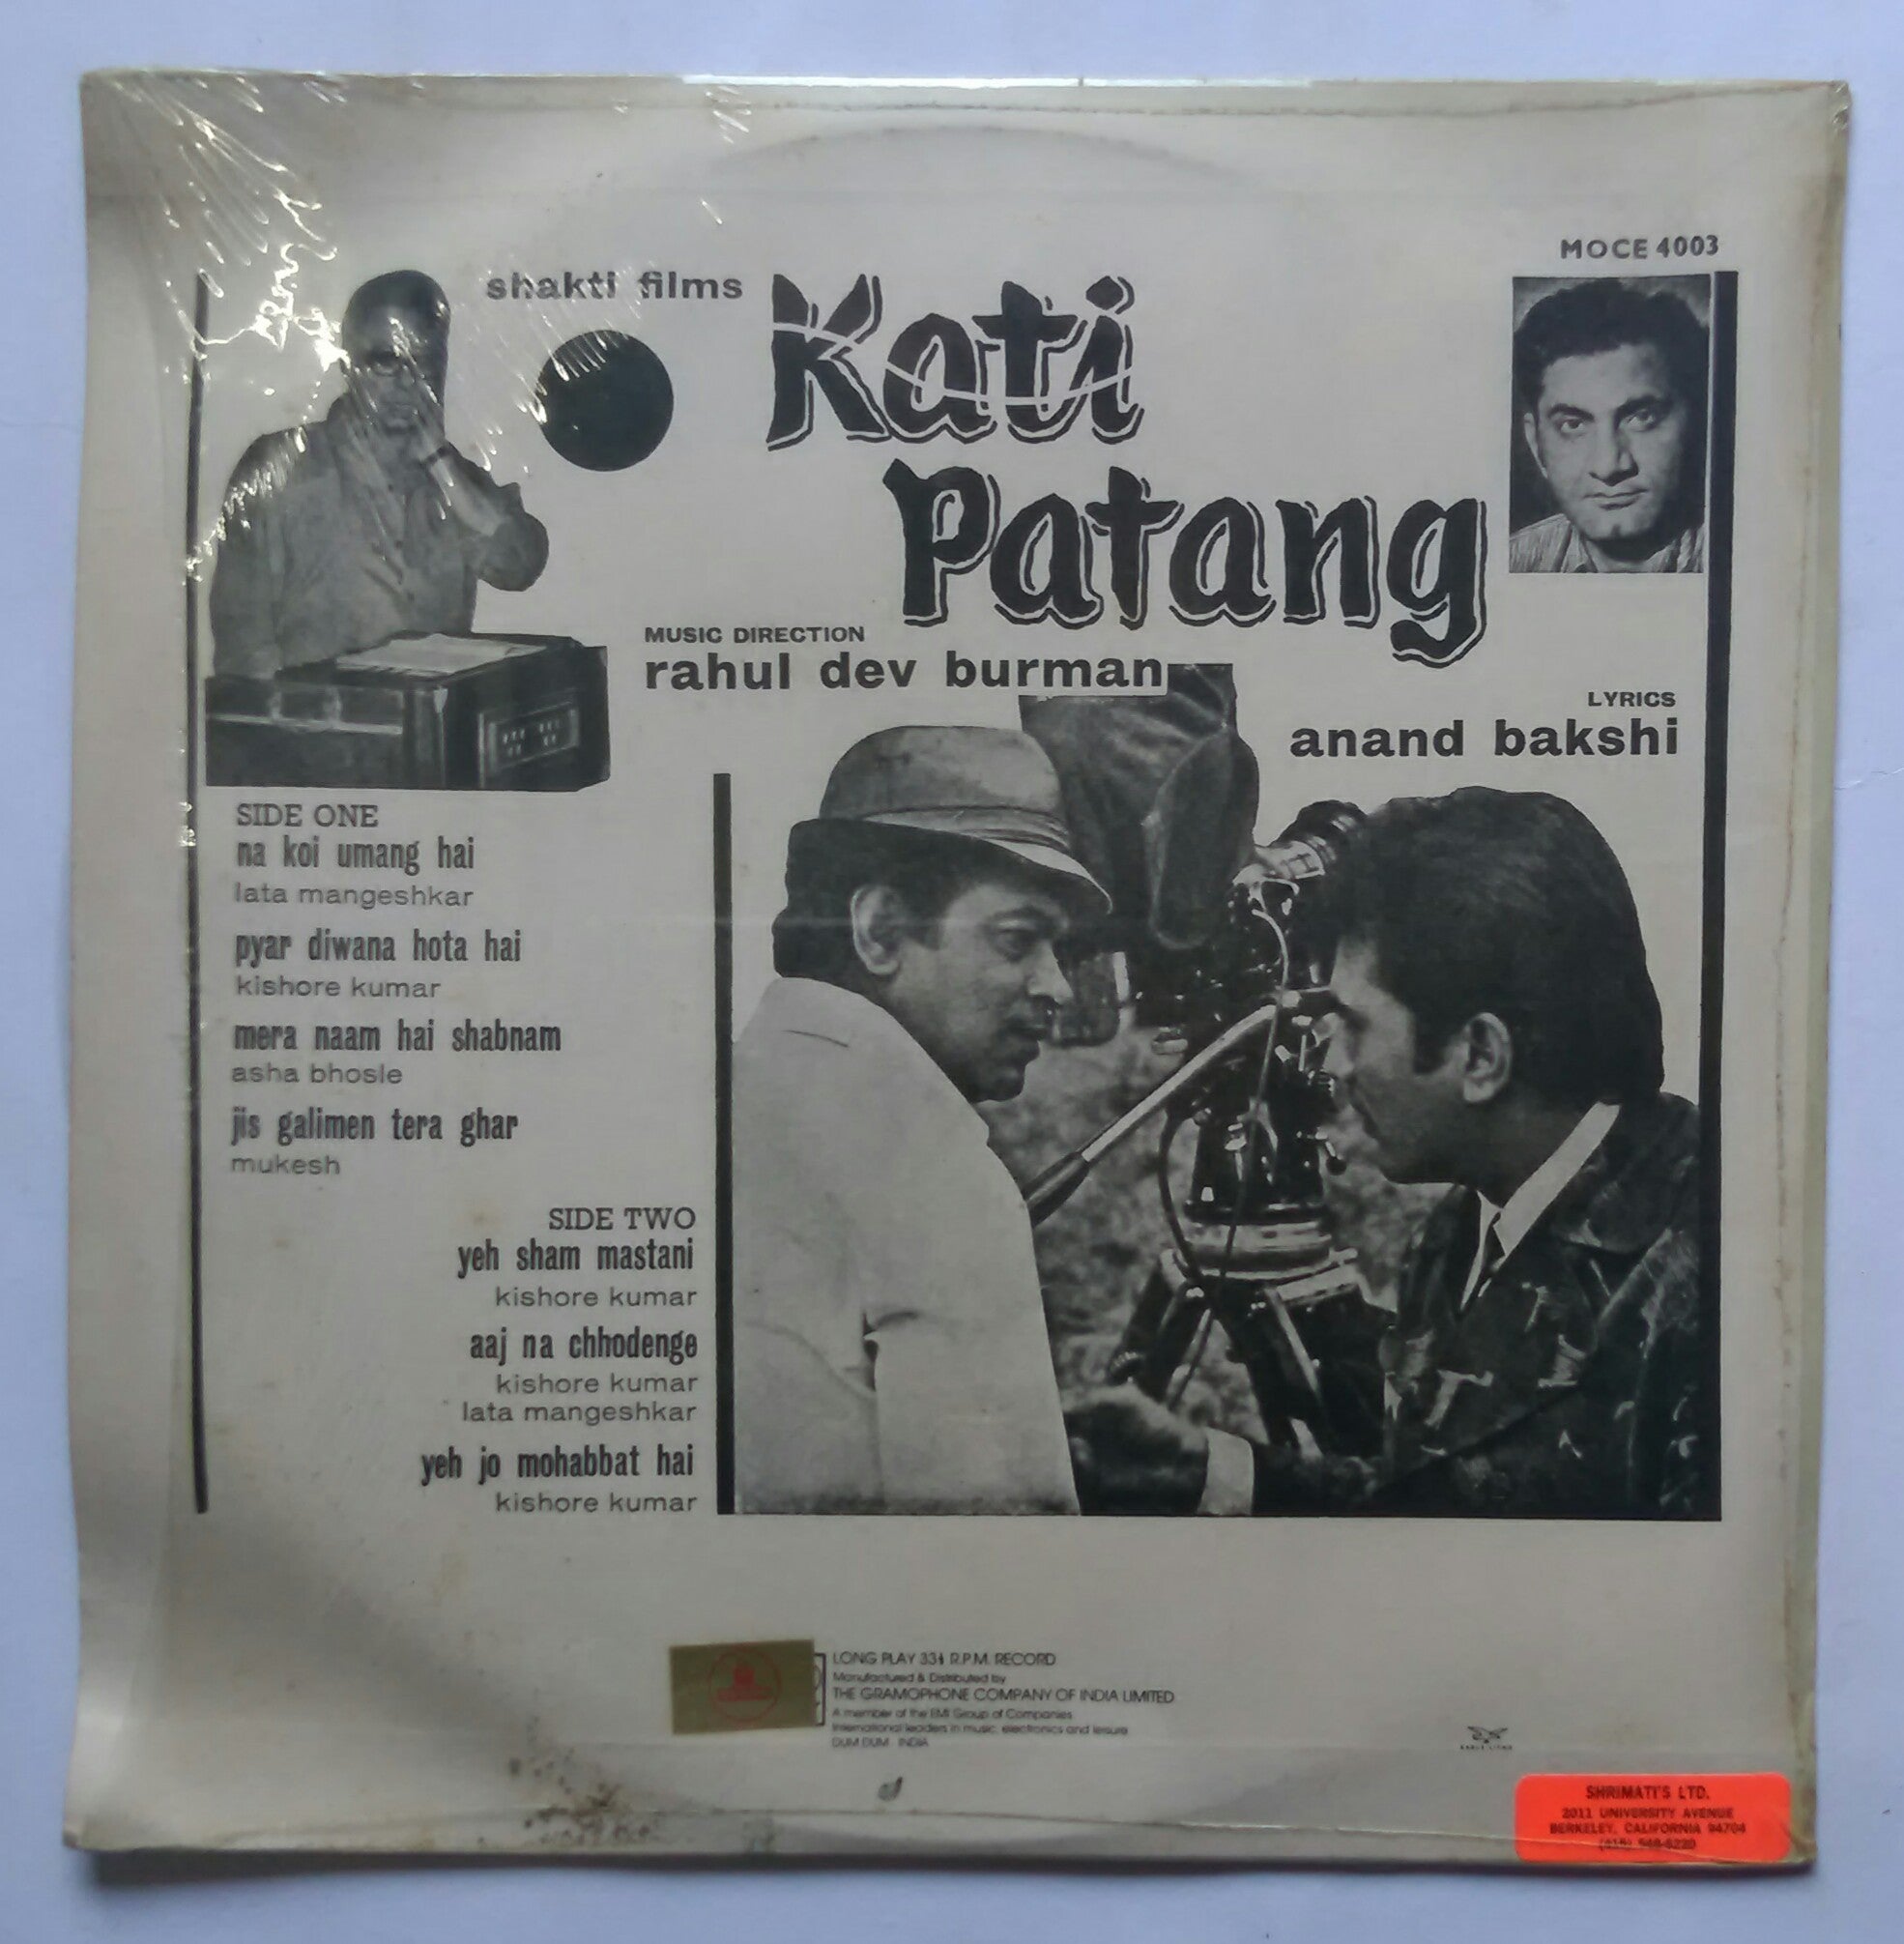 MOCE 4003
shakti films
Kati
Patang
MUSIC DIRECTION
rahul dev burman
LYRICS
anand bakshi
SIDE ONE
na koi umang hai
lata mangeshkar
pyar diwana hota hai
kishore kumar
mera naam hai shabnam
asha bhosle
jis galimen tera ghar
mukesh
SIDE TWO
yeh sham mastani
kishore kumar
aaj na chhodenge
kishore kumar
lata mangeshkar
yeh jo mohabbat hai
kishore kumar
LONG PLAY 33⅓ R.P.M. RECORD
Manufactured & Distributed by
THE GRAMOPHONE COMPANY OF INDIA LIMITED
A member of the EMI Group of Companies
International leaders in music, electronics and leisure
DUM DUM INDIA
SHRIMATI'S LTD.
2011 UNIVERSITY AVENUE
BERKELEY, CALIFORNIA 94704